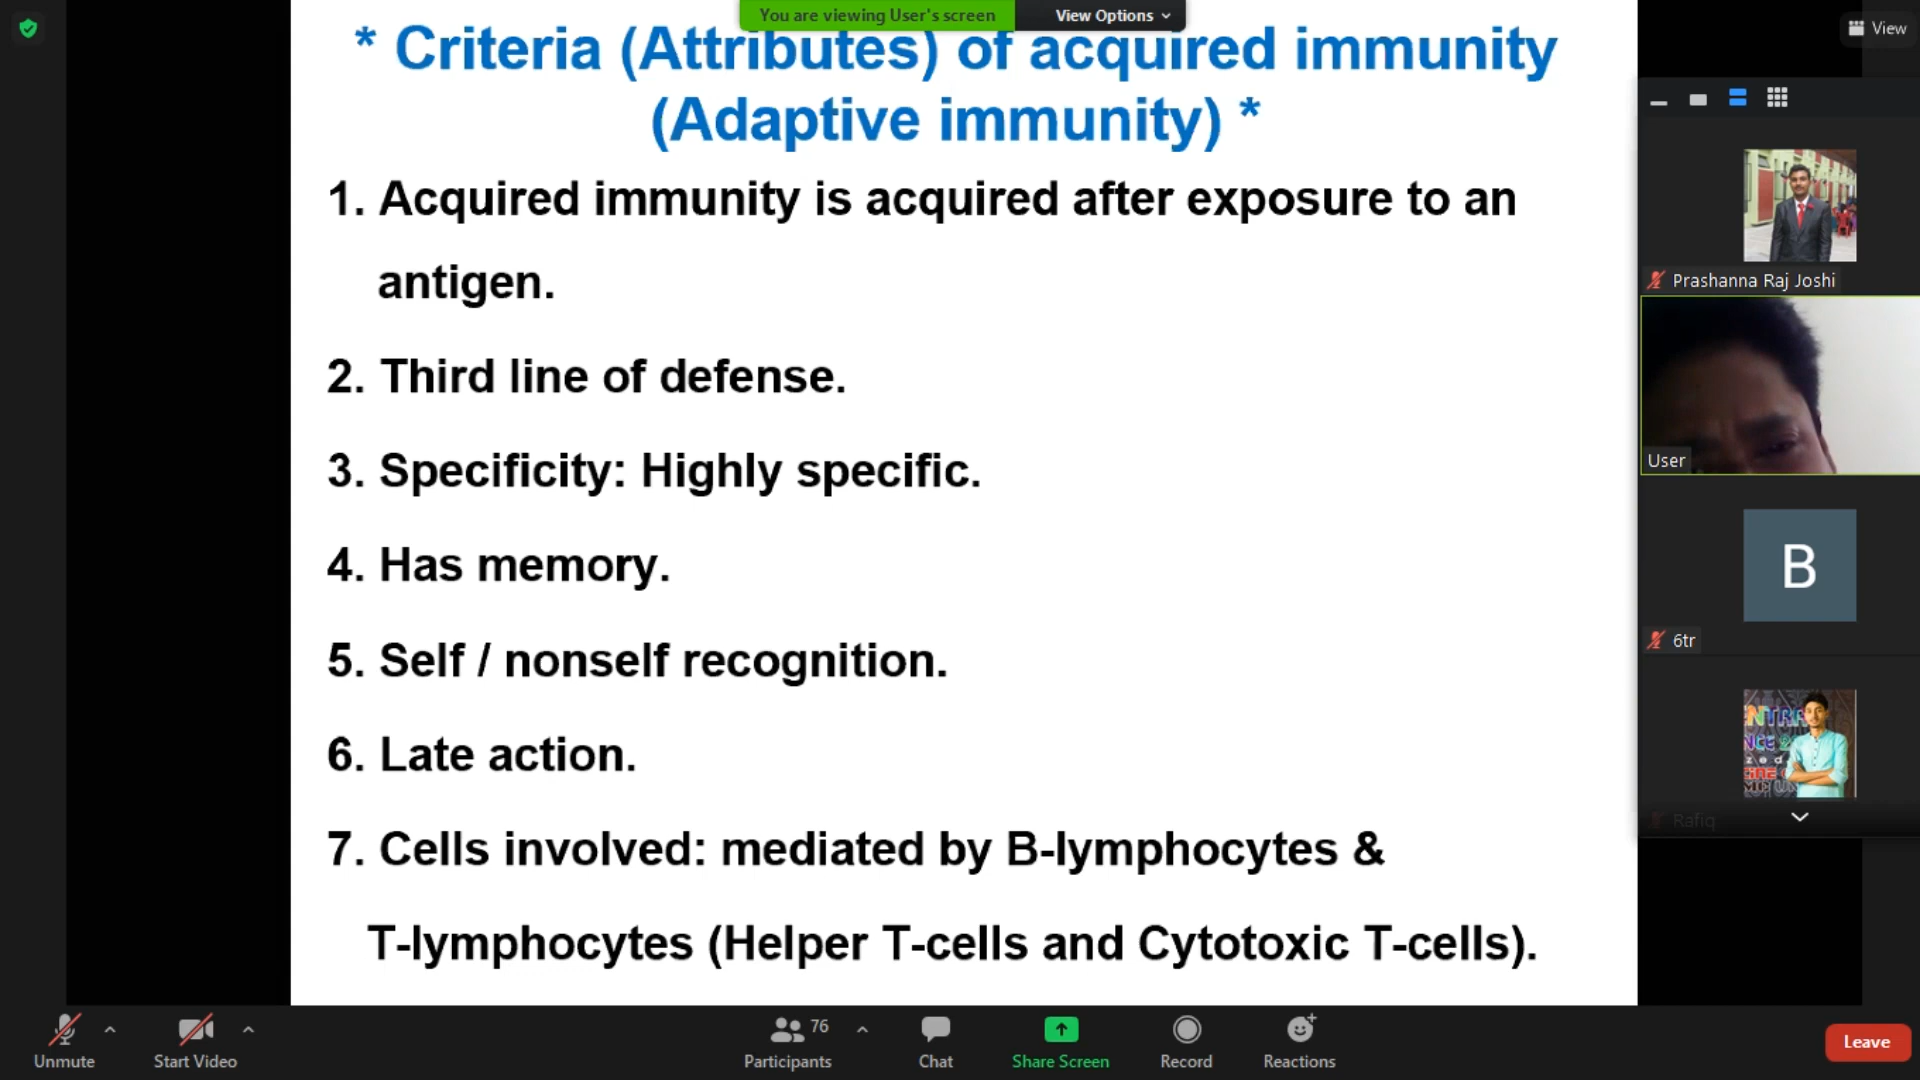 You are viewing User's screen
View Options
View
* Criteria (Attributes) of acquired immunity
(Adaptive immunity) *
1. Acquired immunity is acquired after exposure to an
antigen.
2. Third line of defense.
3. Specificity: Highly specific.
4. Has memory.
5. Self / nonself recognition.
6. Late action.
7. Cells involved: mediated by B-lymphocytes &
T-lymphocytes (Helper T-cells and Cytotoxic T-cells).
Prashanna Raj Joshi
User
B
6tr
Rafiq
Unmute
Start Video
76
Participants
Chat
Share Screen
Record
Reactions
Leave